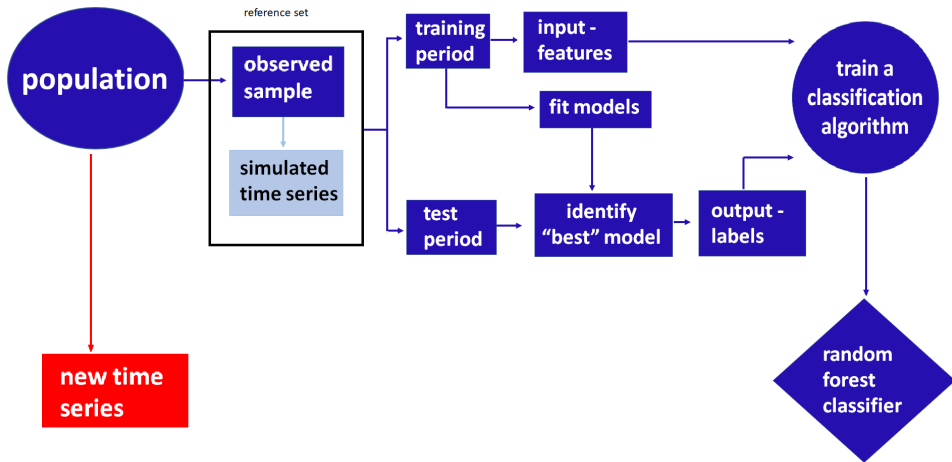 reference set
population
observed
sample
simulated
time series
training
period
input -
features
fit models
test
period
identify
“best” model
output -
labels
train a
classification
algorithm
new time
series
random
forest
classifier